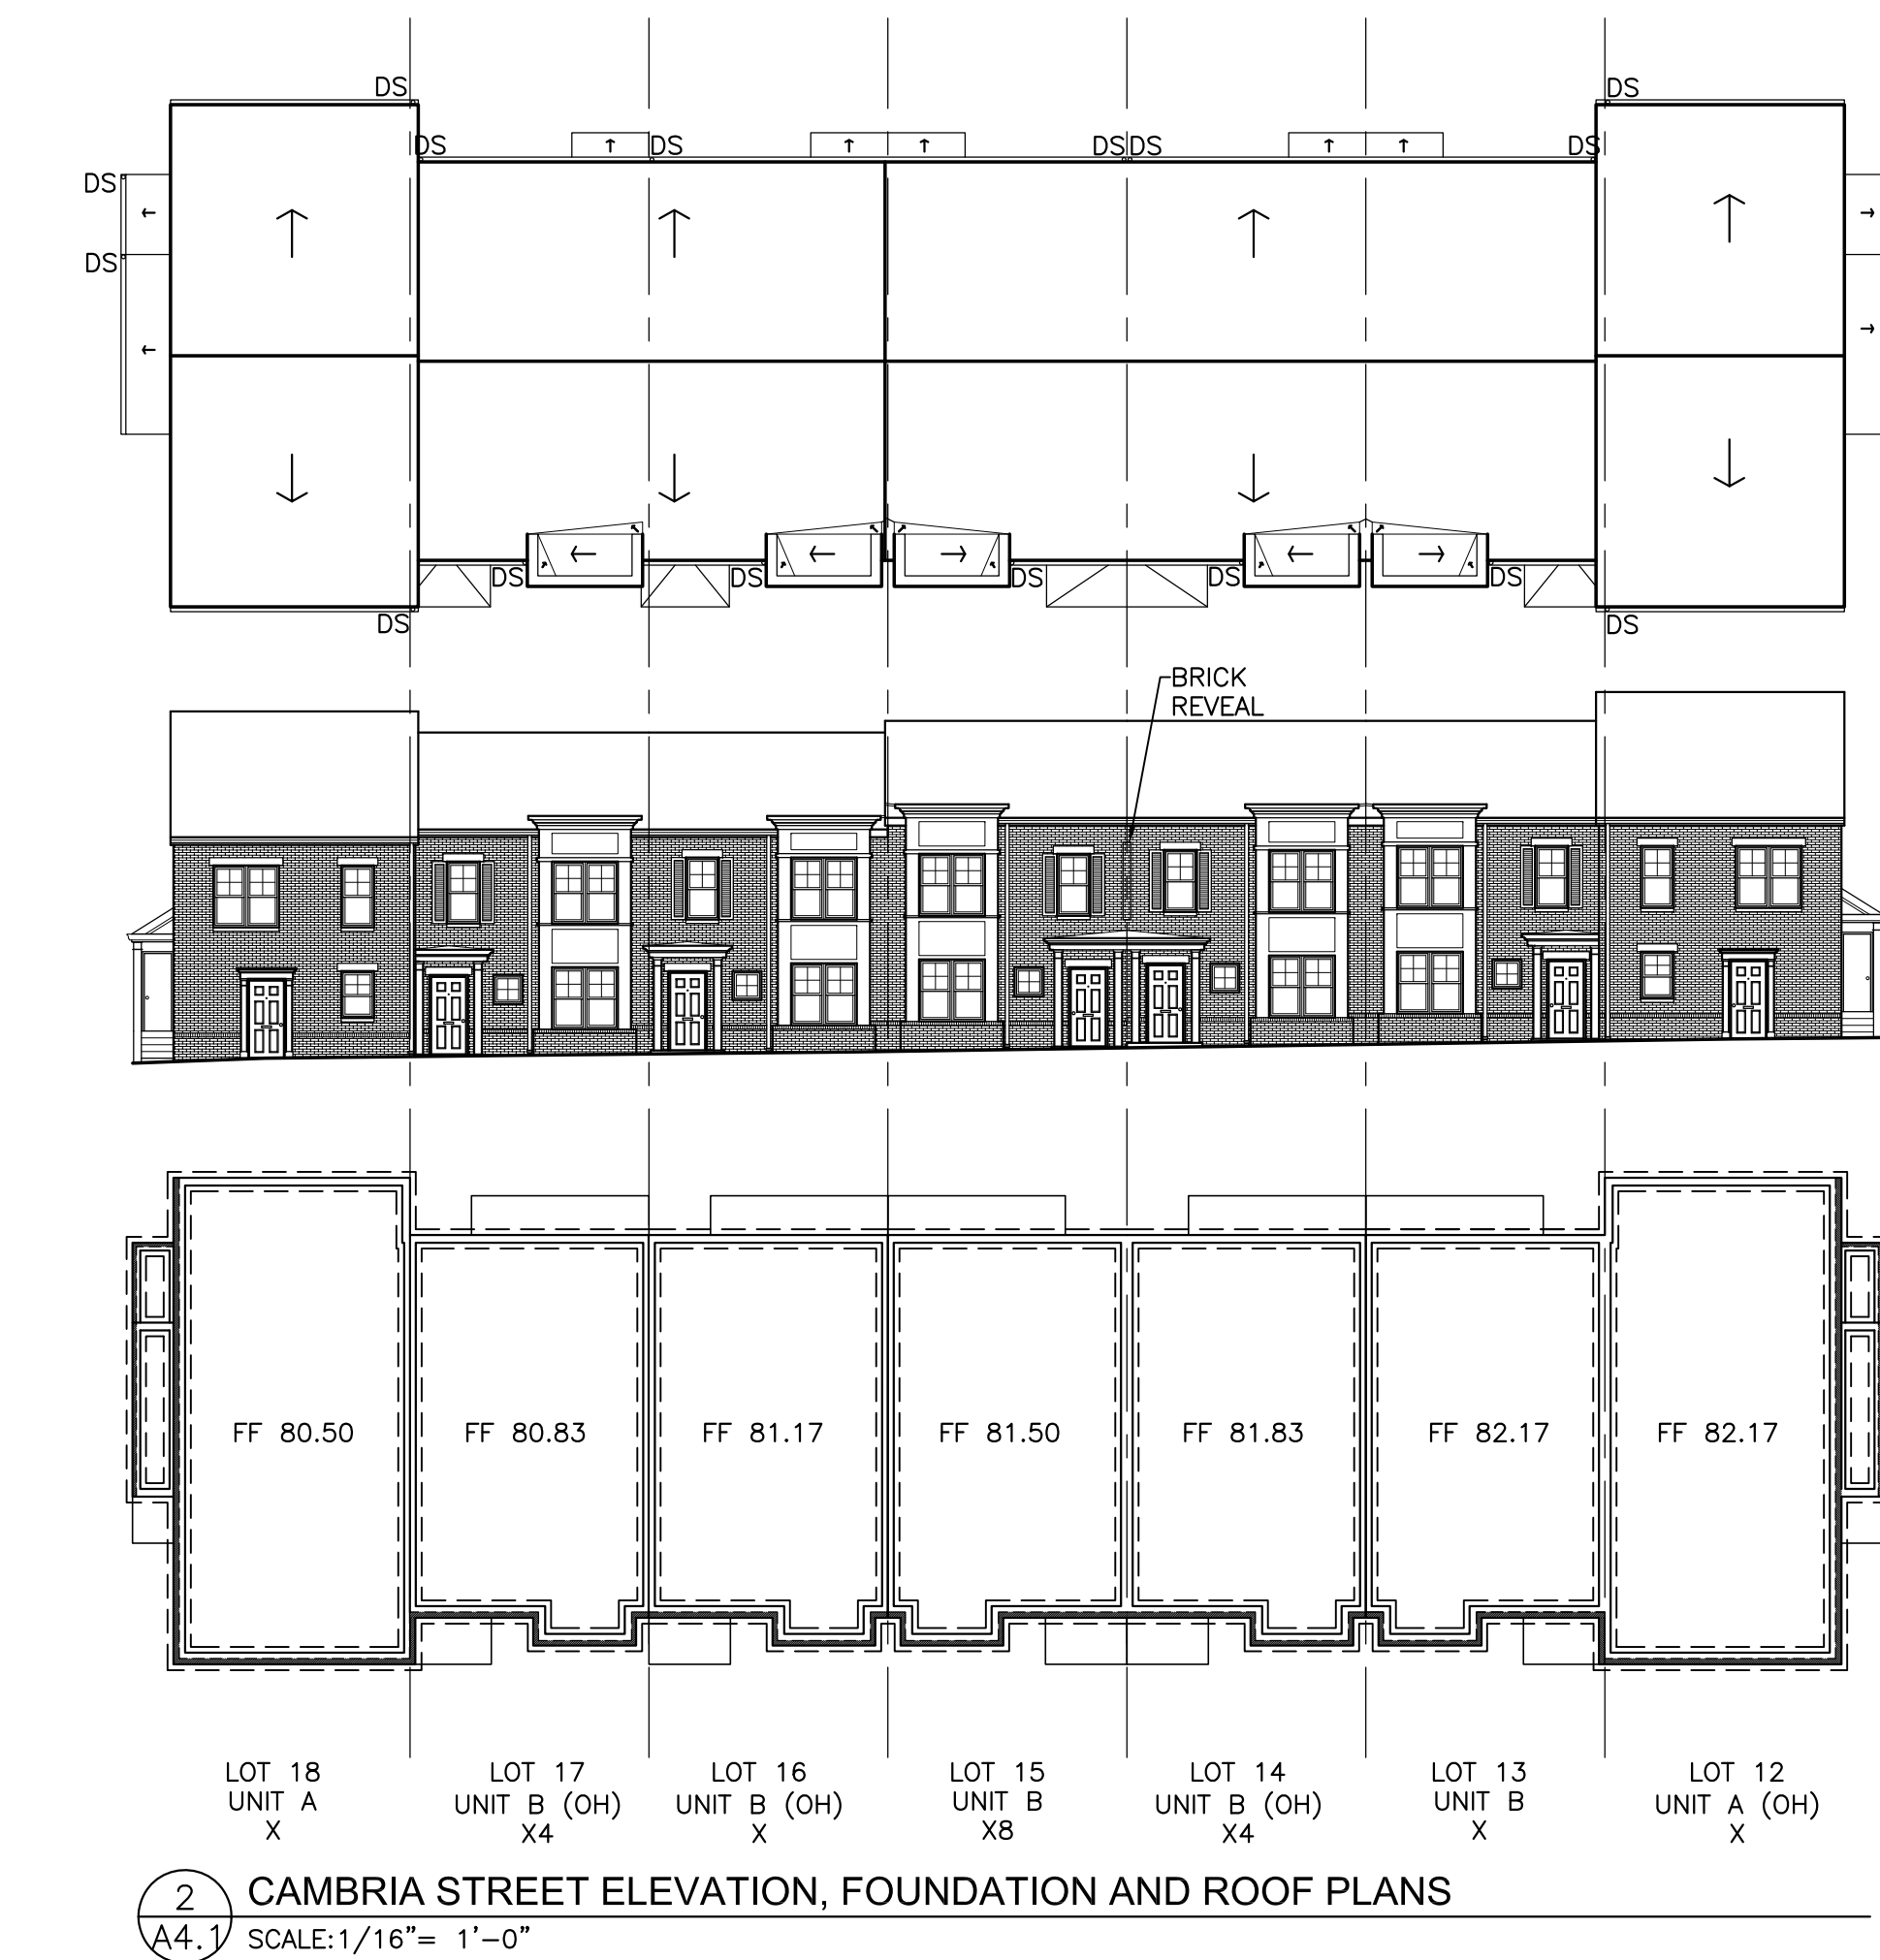 DS
DS
DS
DS
DS DS
DS
DS
DS
DS
DS
DS
DS
DS
DS
DS
BRICK
REVEAL
FF 80.50
FF 80.83
FF 81.17
FF 81.50
FF 81.83
FF 82.17
FF 82.17
LOT 18
UNIT A
X
LOT 17
UNIT B (OH)
X4
LOT 16
UNIT B (OH)
X
LOT 15
UNIT B
X8
LOT 14
UNIT B (OH)
X4
LOT 13
UNIT B
X
LOT 12
UNIT A (OH)
X
2
A4.1
CAMBRIA STREET ELEVATION, FOUNDATION AND ROOF PLANS
SCALE:1/16"= 1'-0"